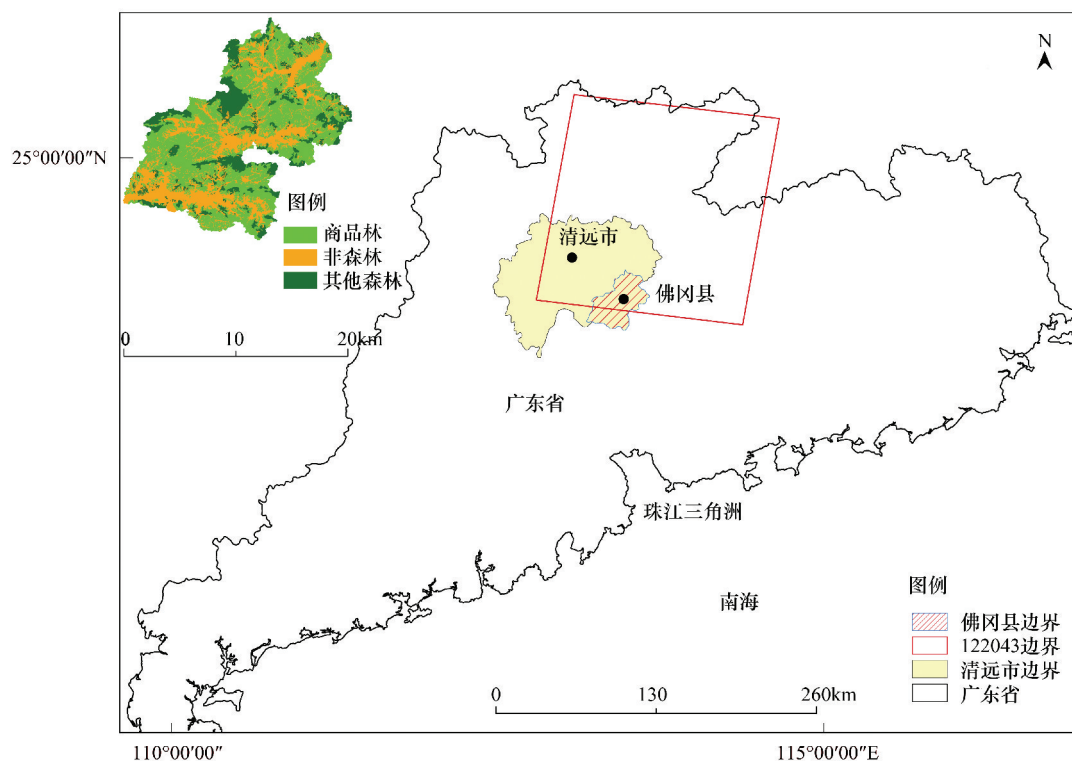 N
25°00′00″N
图例
商品林
非森林
其他森林
0 10 20km
清远市
佛冈县
广东省
珠江三角洲
南海
图例
佛冈县边界
122043边界
清远市边界
广东省
0 130 260km
110°00′00″
115°00′00″E